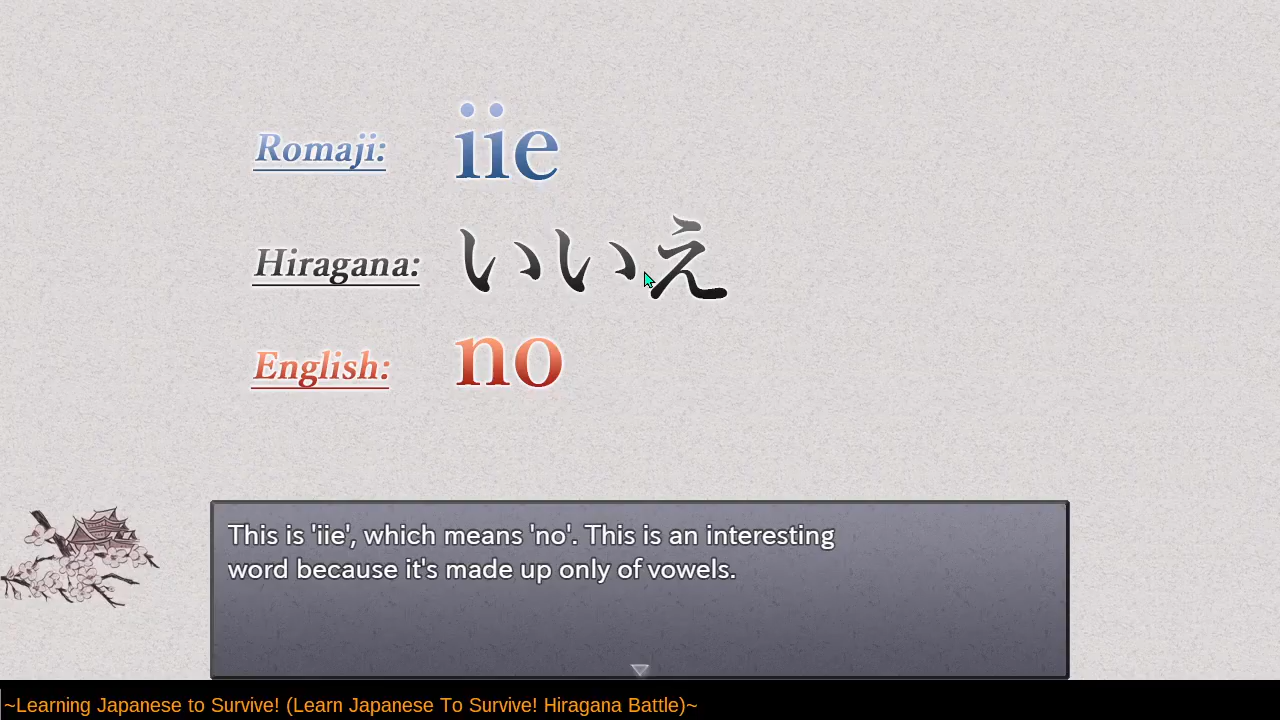 Romaji: iie
Hiragana: いいえ
English: no
This is 'iie', which means 'no'. This is an interesting
word because it's made up only of vowels.
~Learning Japanese to Survive! (Learn Japanese To Survive! Hiragana Battle)~